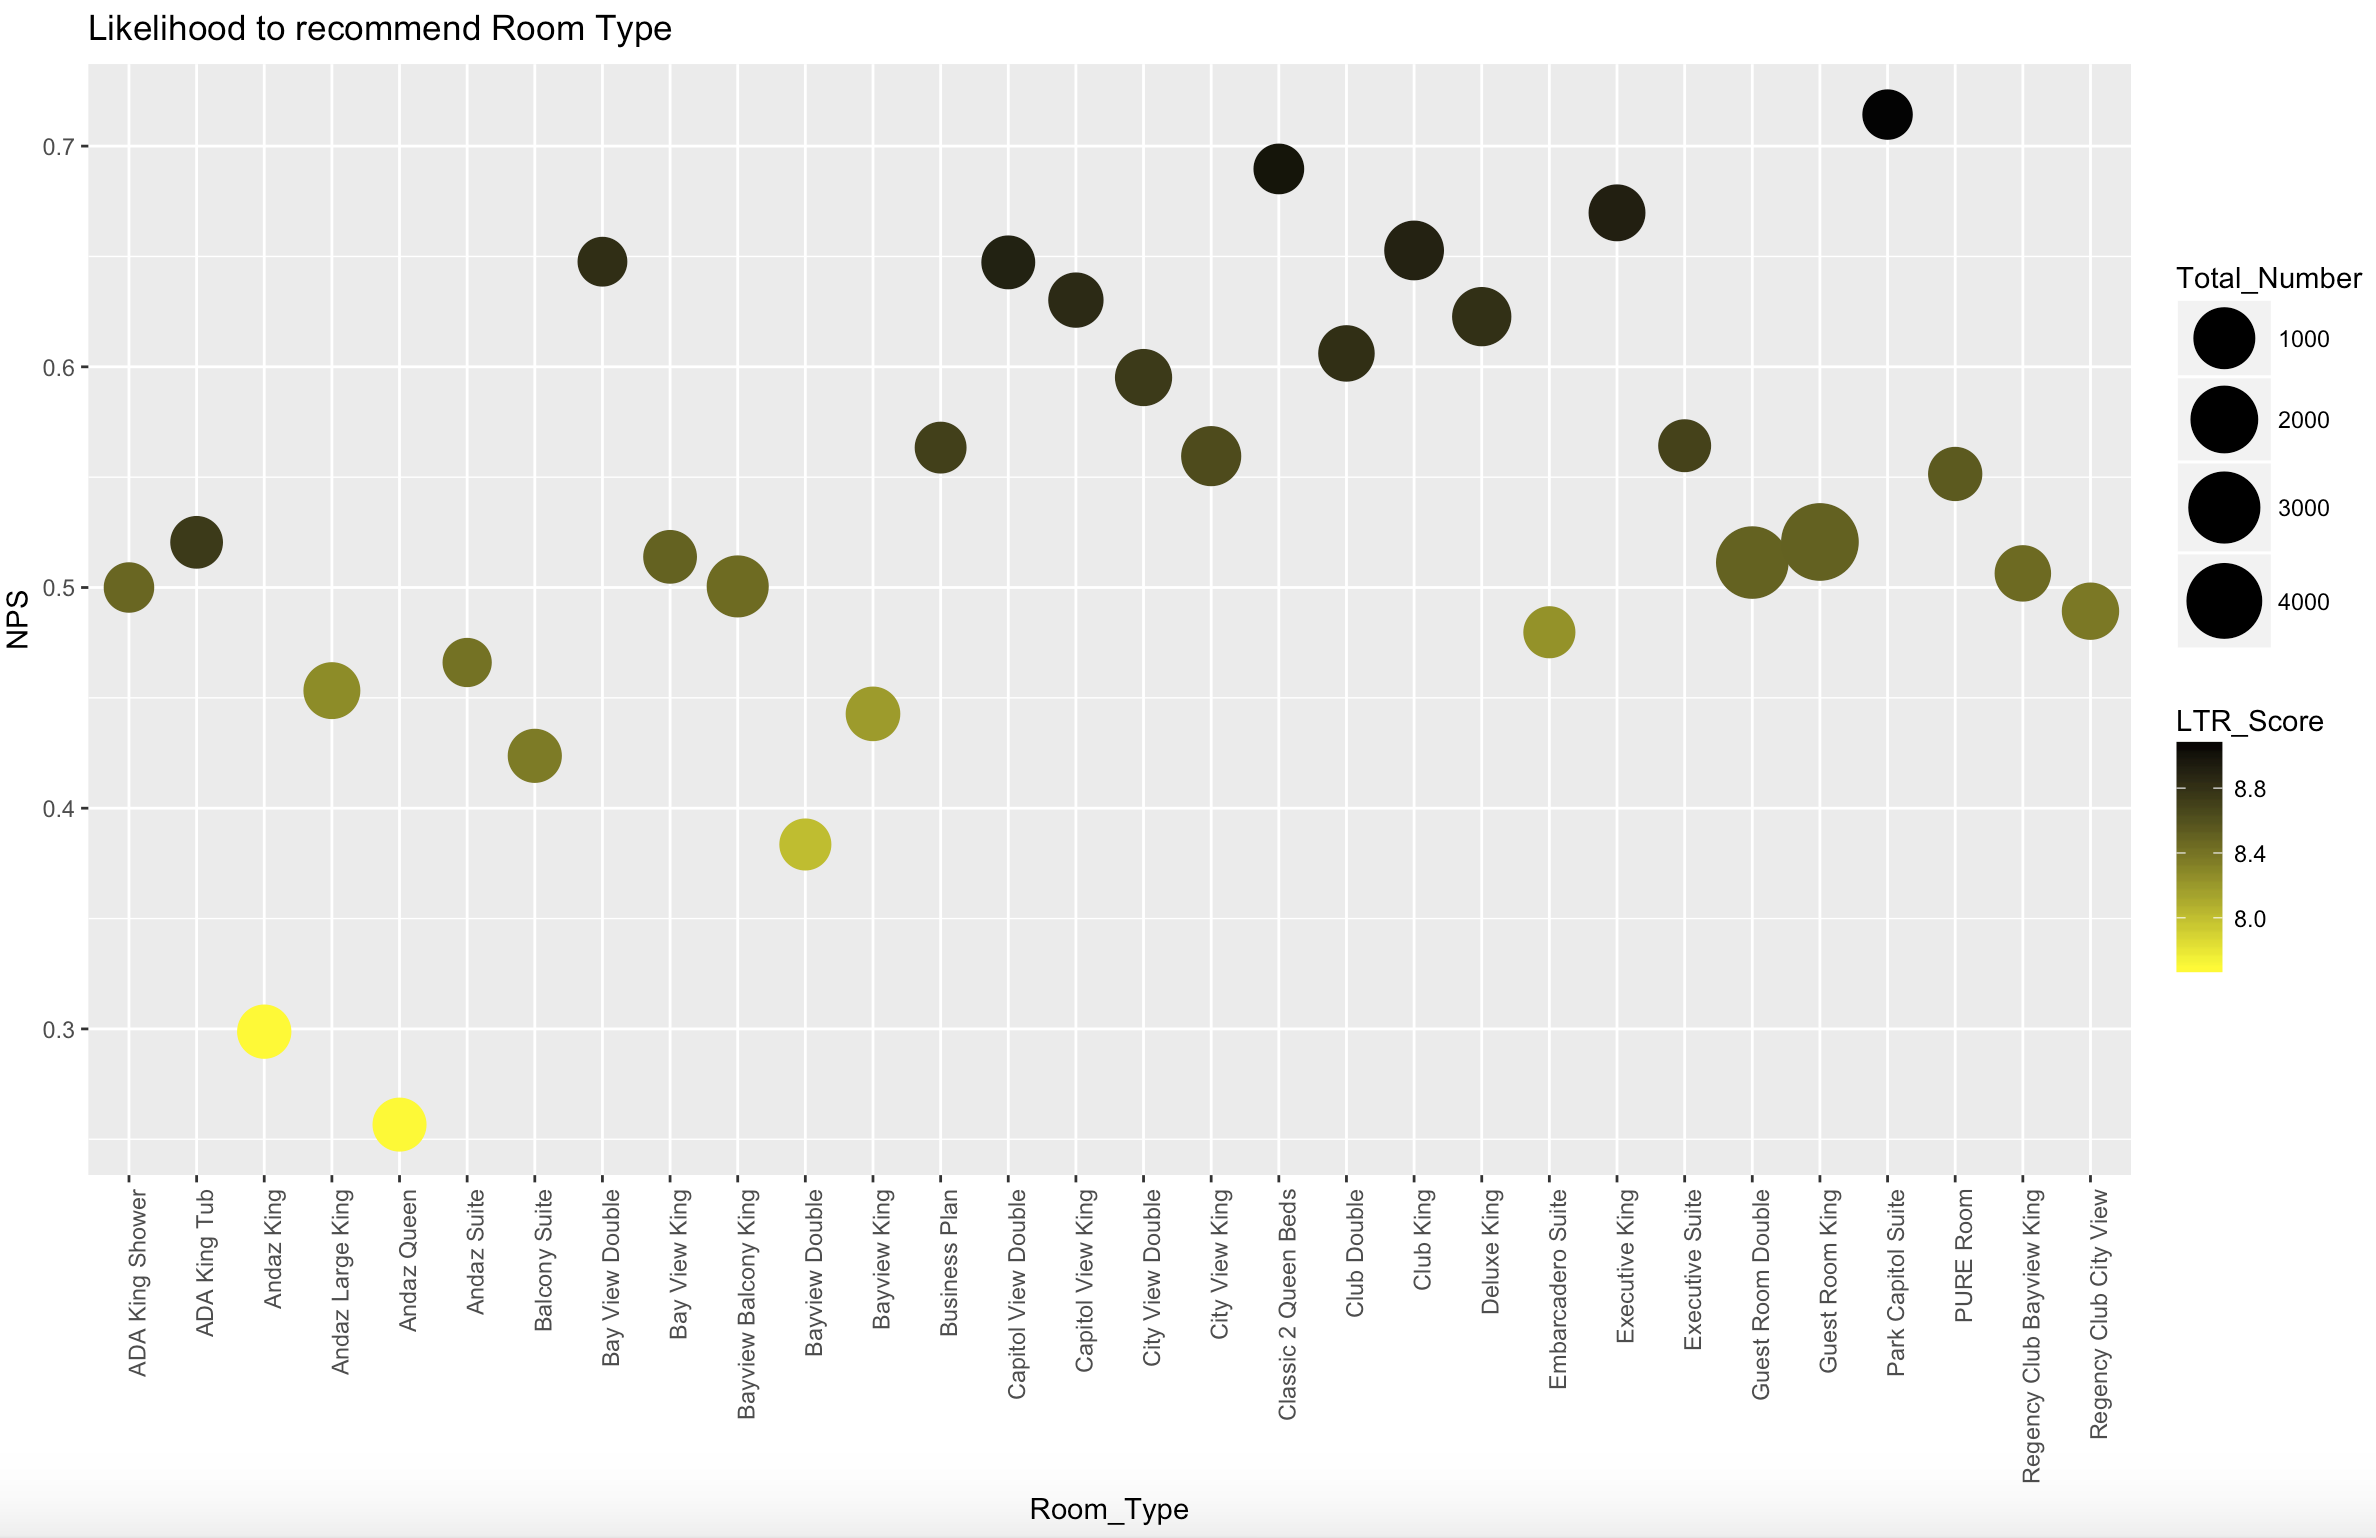 Likelihood to recommend Room Type
NPS
0.7
0.6
0.5
0.4
0.3
ADA King Shower
ADA King Tub
Andaz King
Andaz Large King
Andaz Queen
Andaz Suite
Balcony Suite
Bay View Double
Bay View King
Bayview Balcony King
Bayview Double
Bayview King
Business Plan
Capitol View Double
Capitol View King
City View Double
City View King
Classic 2 Queen Beds
Club Double
Club King
Deluxe King
Embarcadero Suite
Executive King
Executive Suite
Guest Room Double
Guest Room King
Park Capitol Suite
PURE Room
Regency Club Bayview King
Regency Club City View
Room_Type
Total_Number
1000
2000
3000
4000
LTR_Score
8.8
8.4
8.0